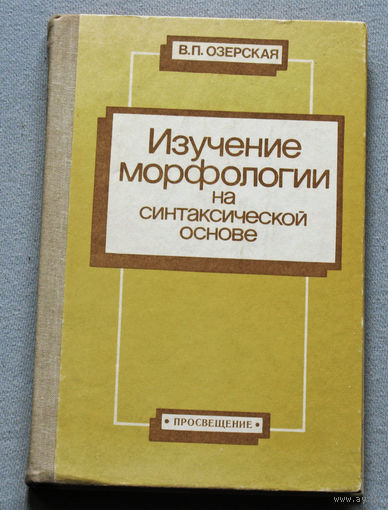 В.П. ОЗЕРСКАЯ
Изучение
морфологии
на
синтаксической
основе
• ПРОСВЕЩЕНИЕ •